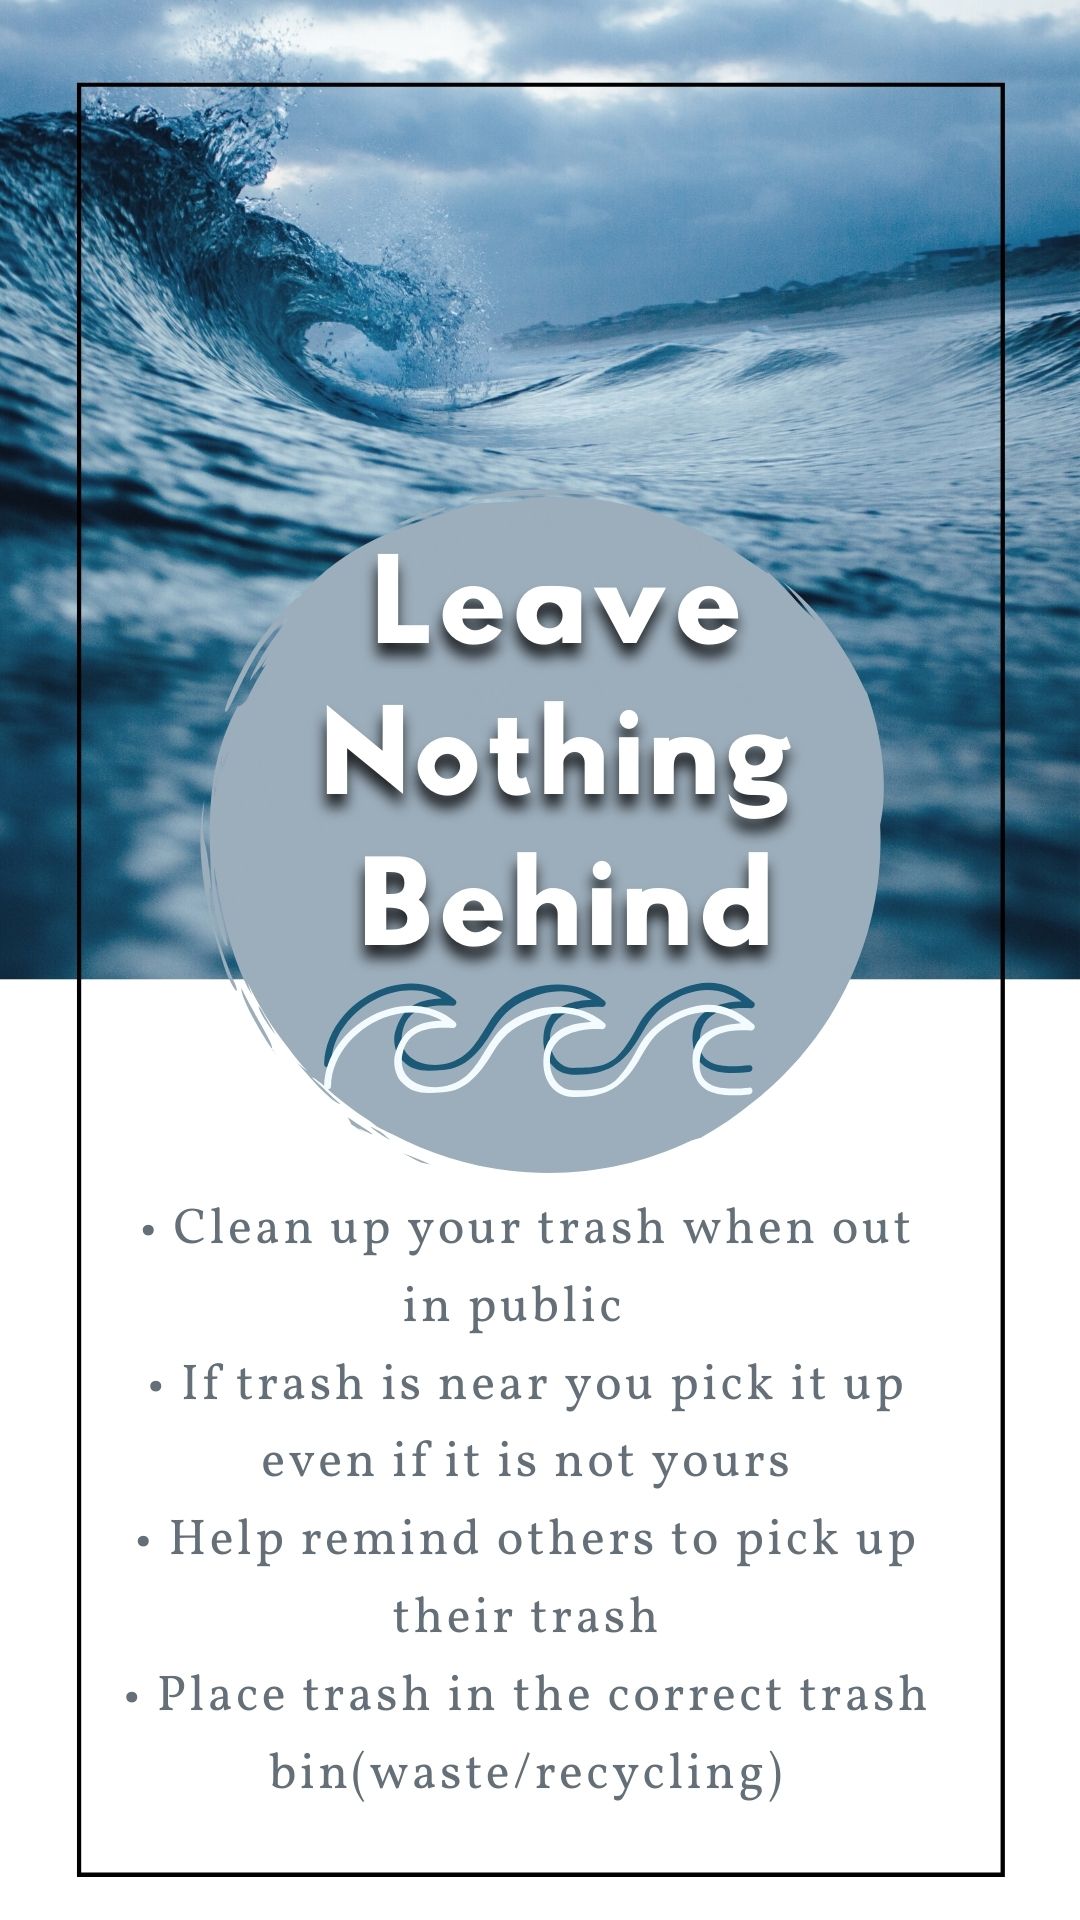 Leave
Nothing
Behind
• Clean up your trash when out
in public
• If trash is near you pick it up
even if it is not yours
• Help remind others to pick up
their trash
• Place trash in the correct trash
bin(waste/recycling)